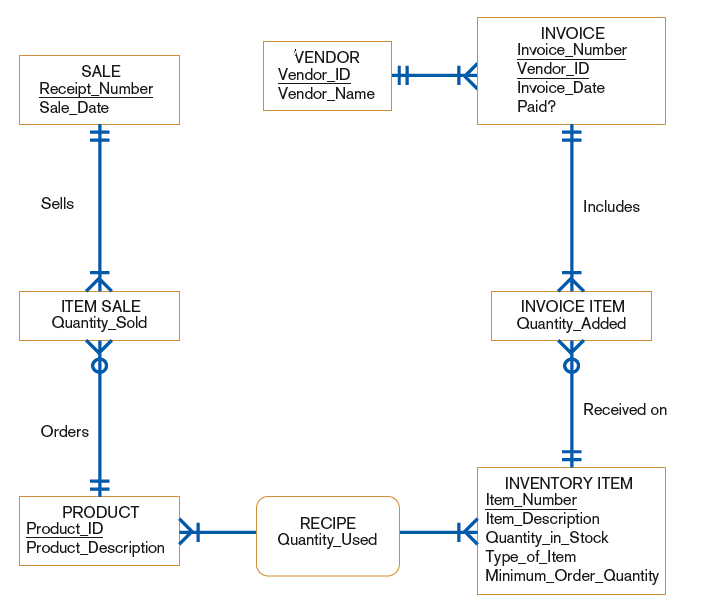 SALE
Receipt_Number
Sale_Date
VENDOR
Vendor_ID
Vendor_Name
INVOICE
Invoice_Number
Vendor_ID
Invoice_Date
Paid?
Sells
Includes
ITEM SALE
Quantity_Sold
INVOICE ITEM
Quantity_Added
Orders
Received on
PRODUCT
Product_ID
Product_Description
RECIPE
Quantity_Used
INVENTORY ITEM
Item_Number
Item_Description
Quantity_in_Stock
Type_of_Item
Minimum_Order_Quantity